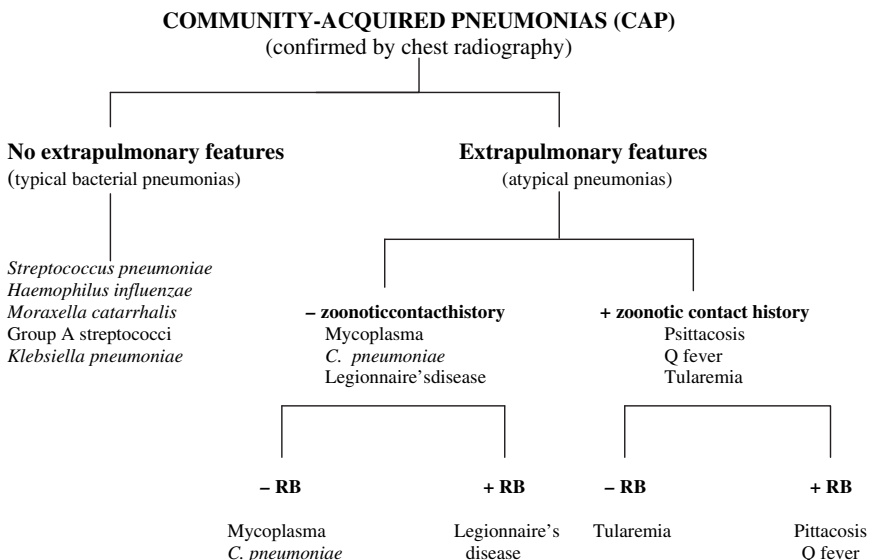 COMMUNITY-ACQUIRED PNEUMONIAS (CAP)
(confirmed by chest radiography)
No extrapulmonary features
(typical bacterial pneumonias)
Streptococcus pneumoniae
Haemophilus influenzae
Moraxella catarrhalis
Group A streptococci
Klebsiella pneumoniae
Extrapulmonary features
(atypical pneumonias)
– zoonoticcontacthistory
Mycoplasma
C. pneumoniae
Legionnaire'sdisease
+ zoonotic contact history
Psittacosis
Q fever
Tularemia
– RB
Mycoplasma
C. pneumoniae
+ RB
Legionnaire's
disease
– RB
Tularemia
+ RB
Pittacosis
Q fever